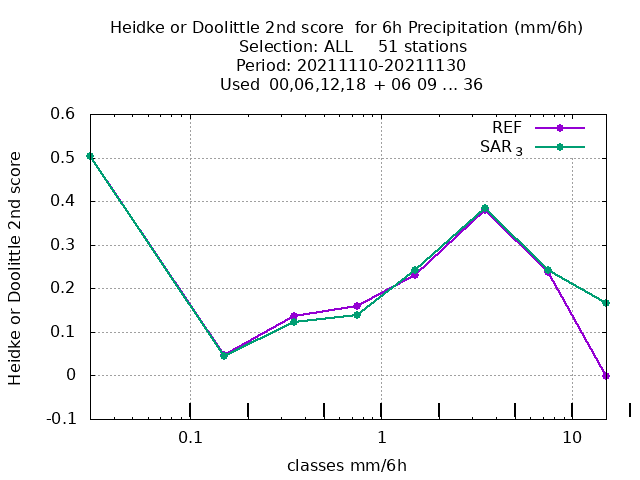 Heidke or Doolittle 2nd score  for 6h Precipitation (mm/6h)
Selection: ALL     51 stations
Period: 20211110-20211130
Used  00,06,12,18  + 06 09 ... 36
REF
SAR 3
0.6
0.5
0.4
0.3
0.2
0.1
0
-0.1
Heidke or Doolittle 2nd score
0.1
1
10
classes mm/6h